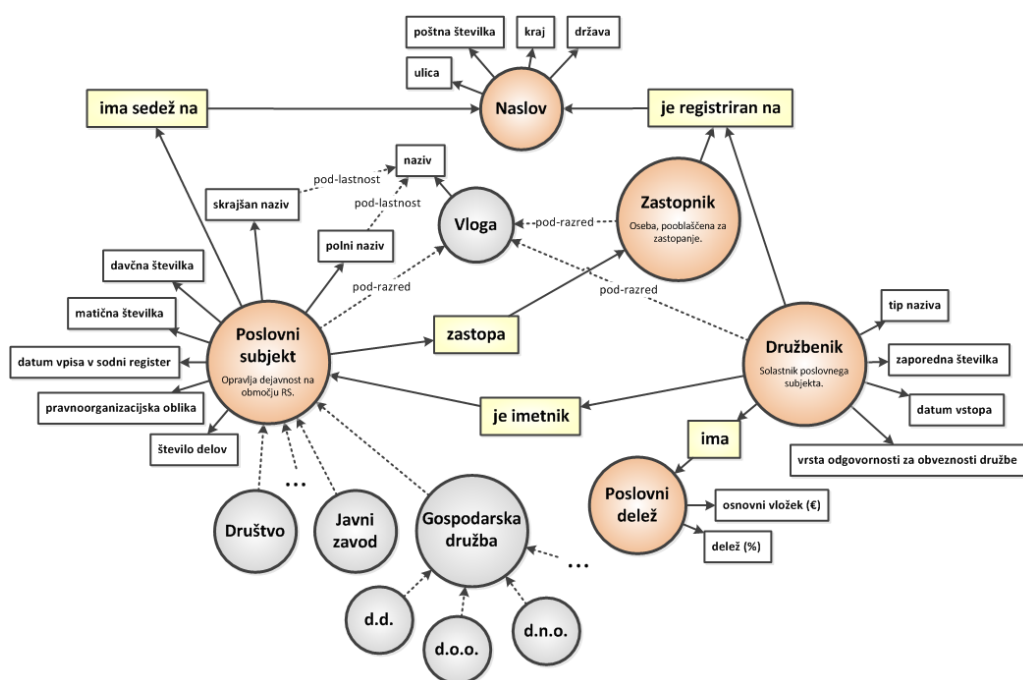 poštna številka
kraj
država
ulica
ima sedež na
Naslov
je registriran na
naziv
pod-lastnost
skrajšan naziv
pod-lastnost
Zastopnik
Oseba, pooblaščena za
zastopanje.
Vloga
pod-razred
polni naziv
davčna številka
pod-razred
pod-razred
matična številka
tip naziva
Poslovni
subjekt
Opravlja dejavnost na
območju RS.
zastopa
Družbenik
Solastnik poslovnega
subjekta.
datum vpisa v sodni register
zaporedna številka
pravnoorganizacijska oblika
je imetnik
datum vstopa
število delov
ima
vrsta odgovornosti za obveznosti družbe
...
Društvo
Javni
zavod
Gospodarska
družba
Poslovni
delež
osnovni vložek (€)
delež (%)
...
d.d.
d.o.o.
d.n.o.